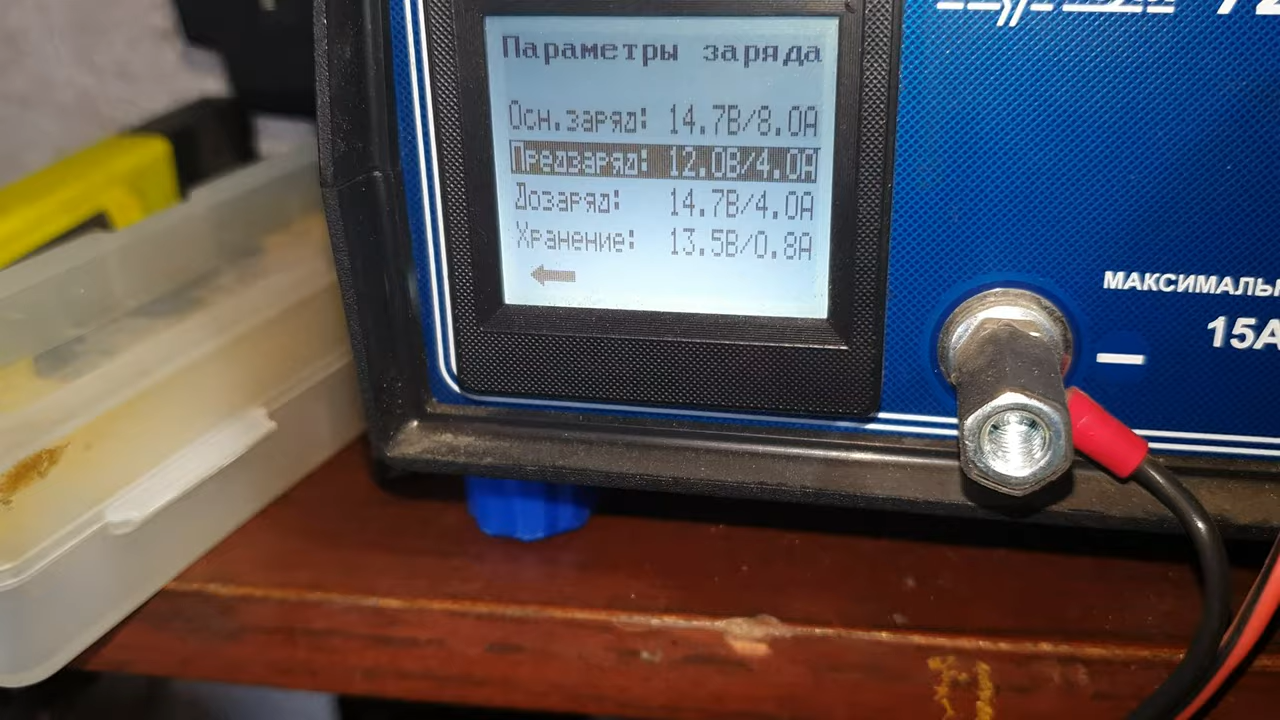 Параметры заряда
Осн.заряд: 14.7В/8.0А
Предзаряд: 12.0В/4.0А
Дозаряд: 14.7В/4.0А
Хранение: 13.5В/0.8А
МАКСИМАЛЬ
15А